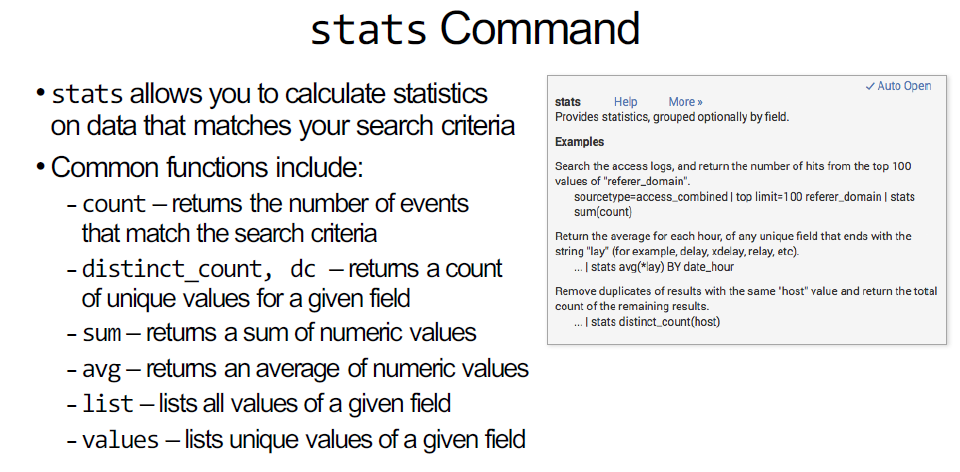 stats Command
• stats allows you to calculate statistics
on data that matches your search criteria
• Common functions include:
- count – returns the number of events
that match the search criteria
- distinct_count, dc – returns a count
of unique values for a given field
- sum – returns a sum of numeric values
- avg – returns an average of numeric values
- list – lists all values of a given field
- values – lists unique values of a given field
✓ Auto Open
stats Help More »
Provides statistics, grouped optionally by field.
Examples
Search the access logs, and return the number of hits from the top 100
values of "referer_domain".
sourcetype=access_combined | top limit=100 referer_domain | stats
sum(count)
Return the average for each hour, of any unique field that ends with the
string "lay" (for example, delay, xdelay, relay, etc).
... | stats avg(*lay) BY date_hour
Remove duplicates of results with the same "host" value and return the total
count of the remaining results.
... | stats distinct_count(host)